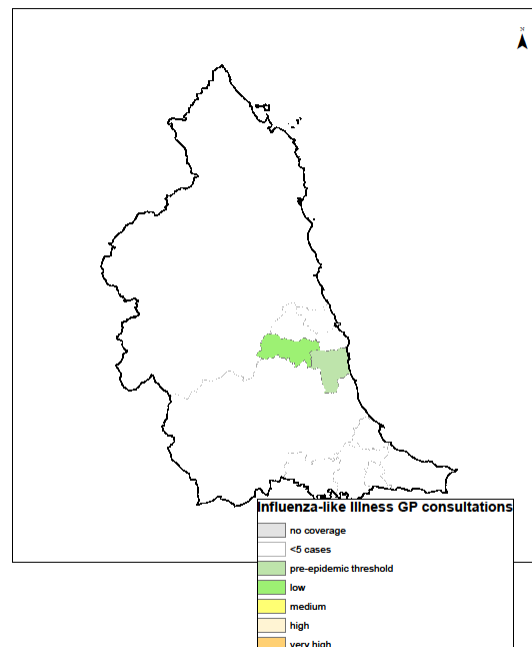 Influenza-like Illness GP consultations
no coverage
<5 cases
pre-epidemic threshold
low
medium
high
very high